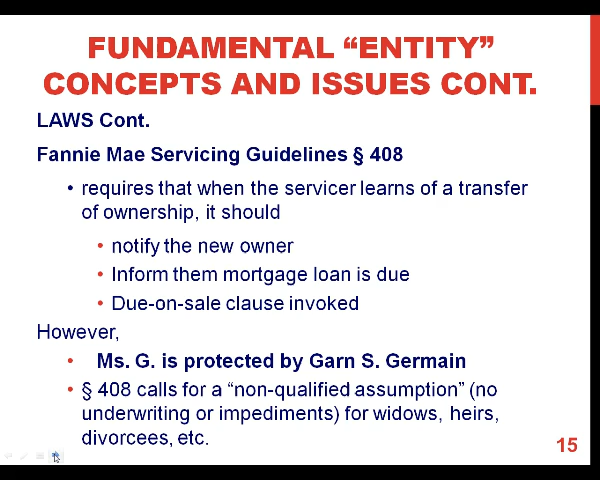 FUNDAMENTAL “ENTITY”
CONCEPTS AND ISSUES CONT.
LAWS Cont.
Fannie Mae Servicing Guidelines § 408
• requires that when the servicer learns of a transfer
of ownership, it should
• notify the new owner
• Inform them mortgage loan is due
• Due-on-sale clause invoked
However,
• Ms. G. is protected by Garn S. Germain
• § 408 calls for a “non-qualified assumption” (no
underwriting or impediments) for widows, heirs,
divorcees, etc.
15